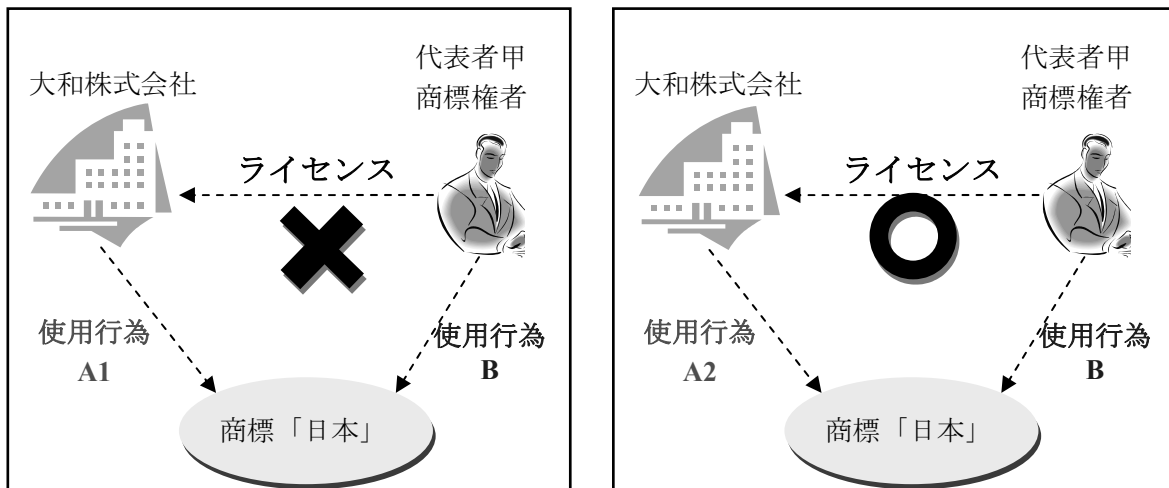 大和株式会社
代表者甲
商標権者
ライセンス
使用行為
A1
使用行為
B
商標「日本」
大和株式会社
代表者甲
商標権者
ライセンス
使用行為
A2
使用行為
B
商標「日本」